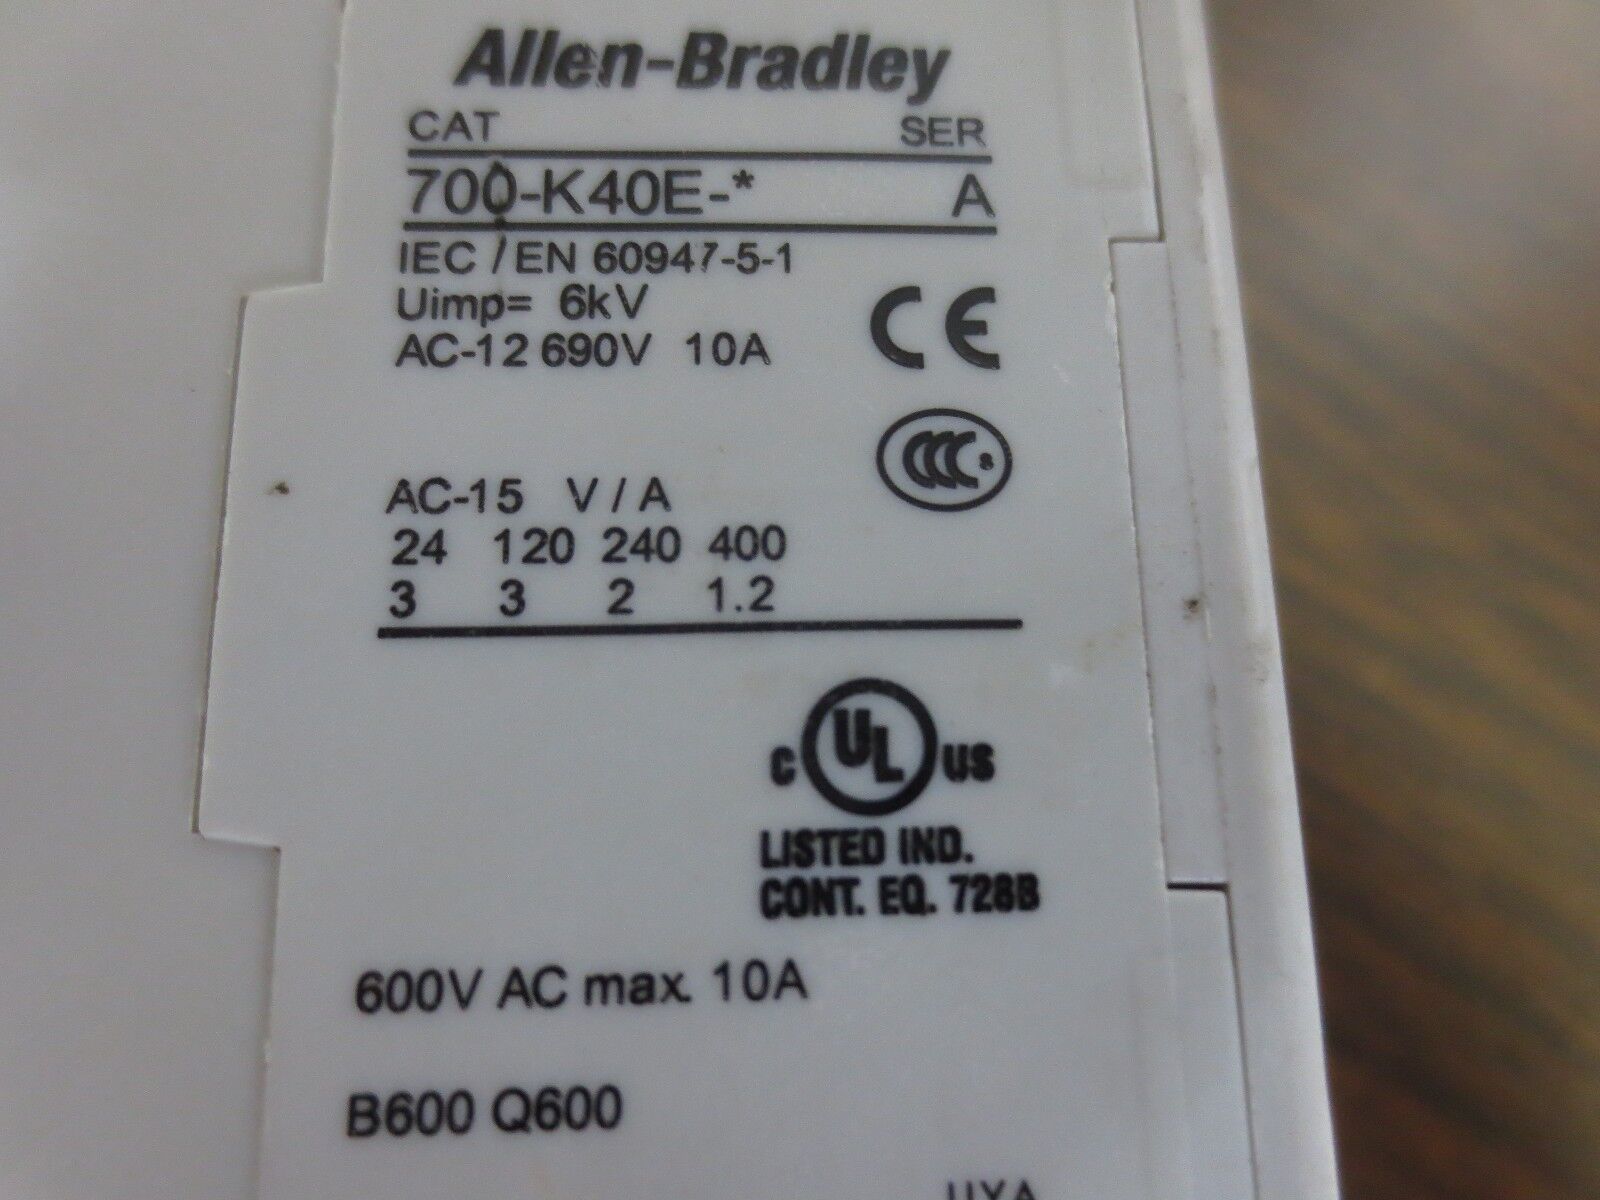 Allen-Bradley
CAT SER
700-K40E-* A
IEC / EN 60947-5-1
Uimp= 6kV
AC-12 690V 10A
CE
CCC S
AC-15 V / A
24 120 240 400
3 3 2 1.2
C UL US
LISTED IND.
CONT. EQ. 728B
600V AC max. 10A
B600 Q600